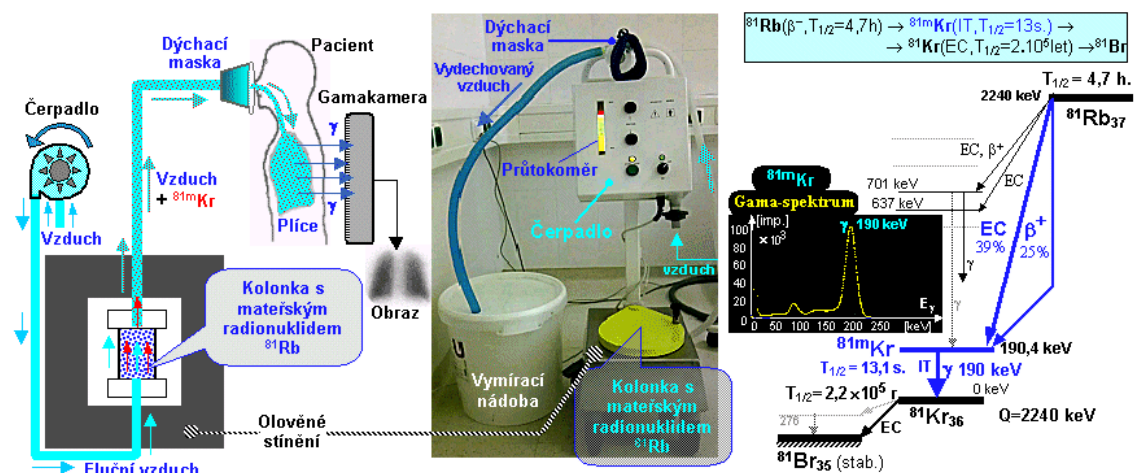 Dýchací
maska
Pacient
Čerpadlo
Gamakamera
γ
γ
Vzduch
+ ⁸¹ᵐKr
Plíce
Vzduch
Kolonka s
mateřským
radionuklidem
⁸¹Rb
Obraz
Olověné
stínění
Eluční vzduch
Dýchací
maska
Vydechovaný
vzduch
Průtokoměr
Čerpadlo
vzduch
Vymírací
nádoba
Kolonka s
mateřským
radionuklidem
⁸¹Rb
⁸¹Rb(β⁻,T₁/₂=4,7h) → ⁸¹ᵐKr(IT,T₁/₂=13s.) →
→ ⁸¹Kr(EC,T₁/₂=2.10⁵let) →⁸¹Br
T₁/₂ = 4,7 h.
2240 keV
⁸¹Rb₃₇
EC, β⁺
EC
701 keV
637 keV
EC
39%
β⁺
25%
γ
γ
⁸¹ᵐKr
Gama-spektrum
[imp.]
×10³
γ 190 keV
100
80
60
40
20
0
0 50 100 150 200 250
Eγ
[keV]
⁸¹ᵐKr
190,4 keV
T₁/₂ = 13,1 s.
IT
γ 190 keV
0 keV
T₁/₂ = 2,2×10⁵ r
⁸¹Kr₃₆
Q=2240 keV
276
EC
⁸¹Br₃₅ (stab.)